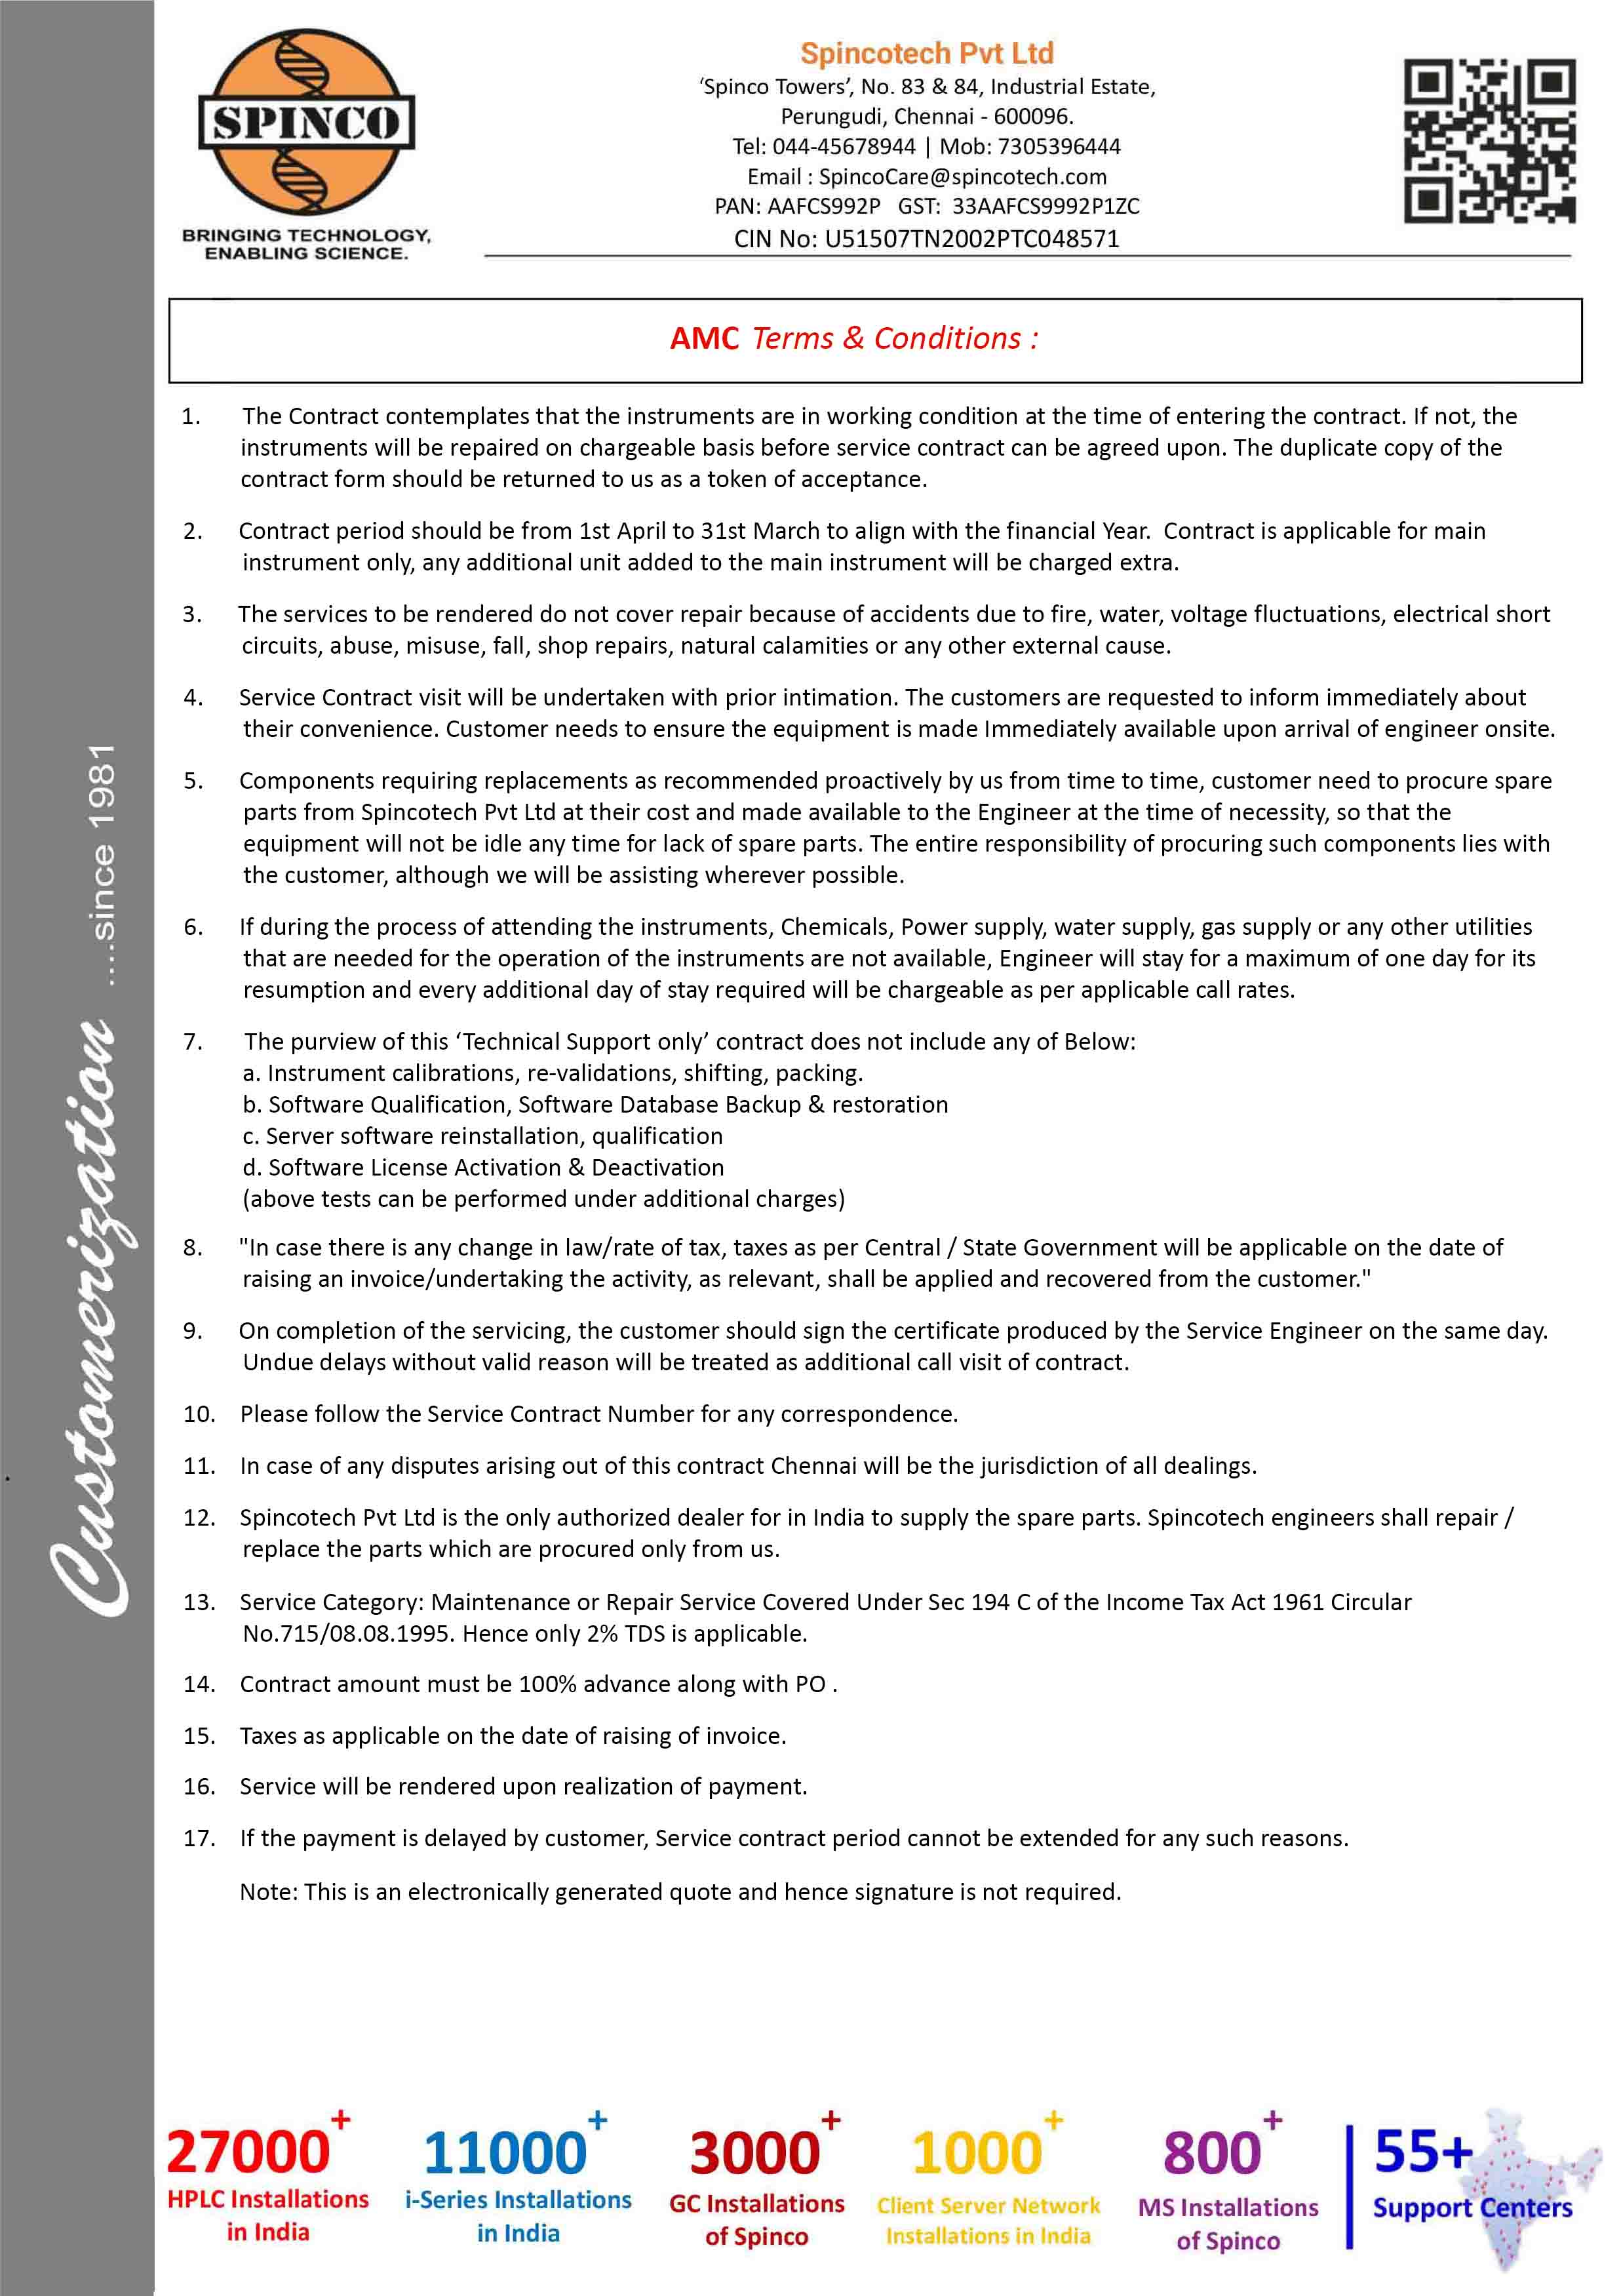 SPINCO
BRINGING TECHNOLOGY,
ENABLING SCIENCE.
Spincotech Pvt Ltd
‘Spinco Towers’, No. 83 & 84, Industrial Estate,
Perungudi, Chennai - 600096.
Tel: 044-45678944 | Mob: 7305396444
Email : SpincoCare@spincotech.com
PAN: AAFCS992P GST: 33AAFCS9992P1ZC
CIN No: U51507TN2002PTC048571
AMC Terms & Conditions :
1. The Contract contemplates that the instruments are in working condition at the time of entering the contract. If not, the
instruments will be repaired on chargeable basis before service contract can be agreed upon. The duplicate copy of the
contract form should be returned to us as a token of acceptance.
2. Contract period should be from 1st April to 31st March to align with the financial Year. Contract is applicable for main
instrument only, any additional unit added to the main instrument will be charged extra.
3. The services to be rendered do not cover repair because of accidents due to fire, water, voltage fluctuations, electrical short
circuits, abuse, misuse, fall, shop repairs, natural calamities or any other external cause.
4. Service Contract visit will be undertaken with prior intimation. The customers are requested to inform immediately about
their convenience. Customer needs to ensure the equipment is made Immediately available upon arrival of engineer onsite.
5. Components requiring replacements as recommended proactively by us from time to time, customer need to procure spare
parts from Spincotech Pvt Ltd at their cost and made available to the Engineer at the time of necessity, so that the
equipment will not be idle any time for lack of spare parts. The entire responsibility of procuring such components lies with
the customer, although we will be assisting wherever possible.
6. If during the process of attending the instruments, Chemicals, Power supply, water supply, gas supply or any other utilities
that are needed for the operation of the instruments are not available, Engineer will stay for a maximum of one day for its
resumption and every additional day of stay required will be chargeable as per applicable call rates.
7. The purview of this ‘Technical Support only’ contract does not include any of Below:
a. Instrument calibrations, re-validations, shifting, packing.
b. Software Qualification, Software Database Backup & restoration
c. Server software reinstallation, qualification
d. Software License Activation & Deactivation
(above tests can be performed under additional charges)
8. "In case there is any change in law/rate of tax, taxes as per Central / State Government will be applicable on the date of
raising an invoice/undertaking the activity, as relevant, shall be applied and recovered from the customer."
9. On completion of the servicing, the customer should sign the certificate produced by the Service Engineer on the same day.
Undue delays without valid reason will be treated as additional call visit of contract.
10. Please follow the Service Contract Number for any correspondence.
11. In case of any disputes arising out of this contract Chennai will be the jurisdiction of all dealings.
12. Spincotech Pvt Ltd is the only authorized dealer for in India to supply the spare parts. Spincotech engineers shall repair /
replace the parts which are procured only from us.
13. Service Category: Maintenance or Repair Service Covered Under Sec 194 C of the Income Tax Act 1961 Circular
No.715/08.08.1995. Hence only 2% TDS is applicable.
14. Contract amount must be 100% advance along with PO .
15. Taxes as applicable on the date of raising of invoice.
16. Service will be rendered upon realization of payment.
17. If the payment is delayed by customer, Service contract period cannot be extended for any such reasons.
Note: This is an electronically generated quote and hence signature is not required.
Customerization ....since 1981
27000+
HPLC Installations
in India
11000+
i-Series Installations
in India
3000+
GC Installations
of Spinco
1000+
Client Server Network
Installations in India
800+
MS Installations
of Spinco
55+
Support Centers